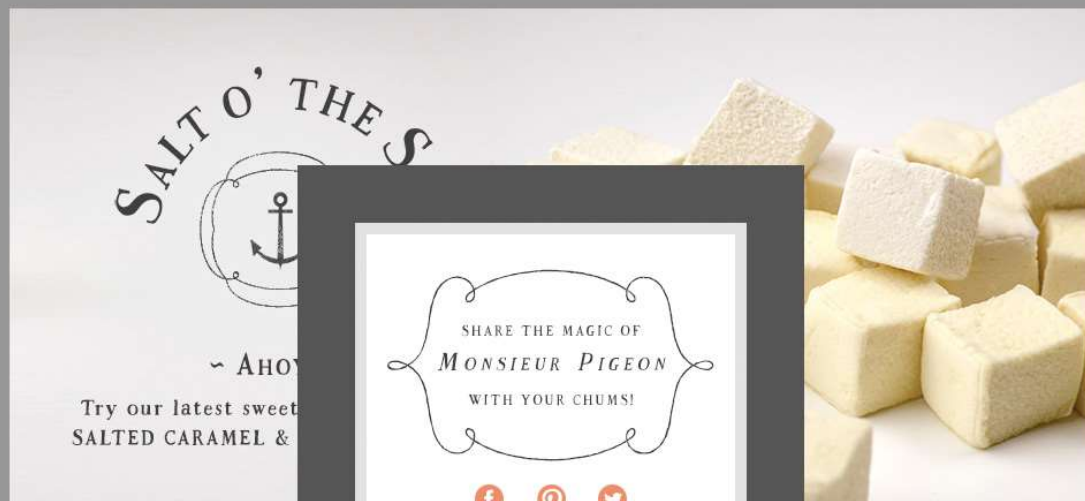 SALT O' THE S
~ AHOY
Try our latest sweet
SALTED CARAMEL &
SHARE THE MAGIC OF
MONSIEUR PIGEON
WITH YOUR CHUMS!